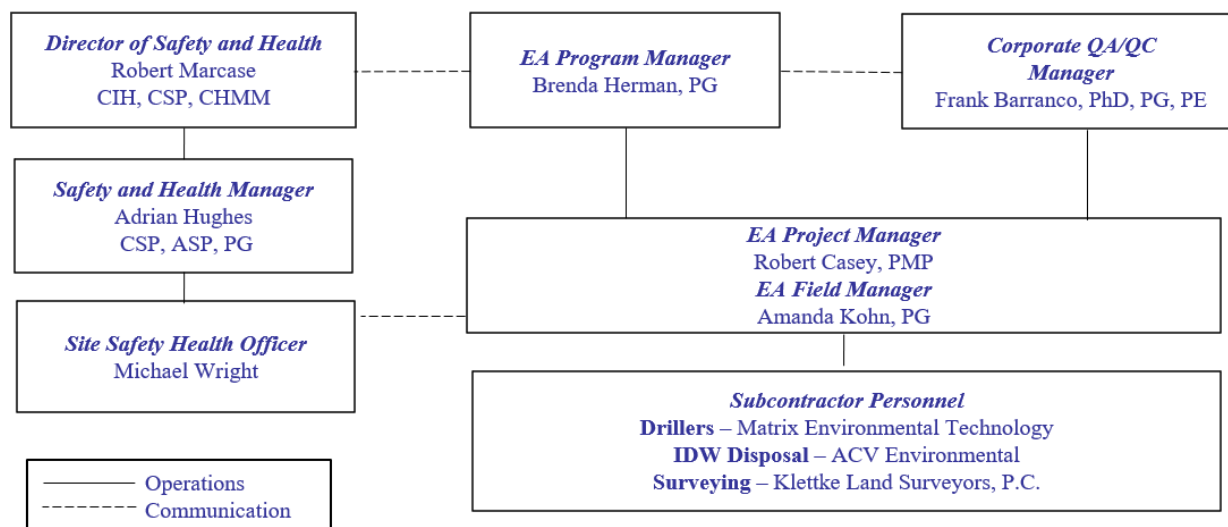 Director of Safety and Health
Robert Marcase
CIH, CSP, CHMM
EA Program Manager
Brenda Herman, PG
Corporate QA/QC
Manager
Frank Barranco, PhD, PG, PE
Safety and Health Manager
Adrian Hughes
CSP, ASP, PG
EA Project Manager
Robert Casey, PMP
EA Field Manager
Amanda Kohn, PG
Site Safety Health Officer
Michael Wright
Subcontractor Personnel
Drillers – Matrix Environmental Technology
IDW Disposal – ACV Environmental
Surveying – Klettke Land Surveyors, P.C.
Operations
Communication